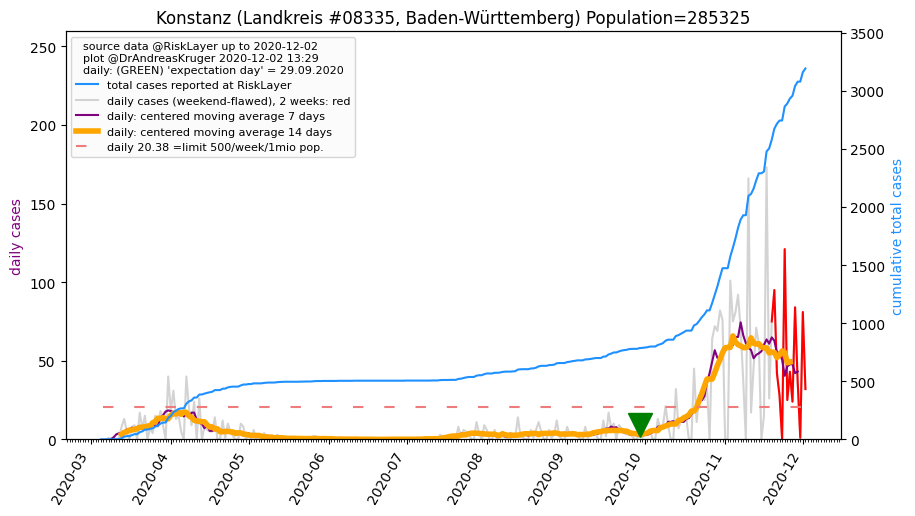 Konstanz (Landkreis #08335, Baden-Württemberg) Population=285325
source data @RiskLayer up to 2020-12-02
plot @DrAndreasKruger 2020-12-02 13:29
daily: (GREEN) 'expectation day' = 29.09.2020
total cases reported at RiskLayer
daily cases (weekend-flawed), 2 weeks: red
daily: centered moving average 7 days
daily: centered moving average 14 days
daily 20.38 =limit 500/week/1mio pop.
daily cases
250
200
150
100
50
0
cumulative total cases
3500
3000
2500
2000
1500
1000
500
0
2020-03
2020-04
2020-05
2020-06
2020-07
2020-08
2020-09
2020-10
2020-11
2020-12